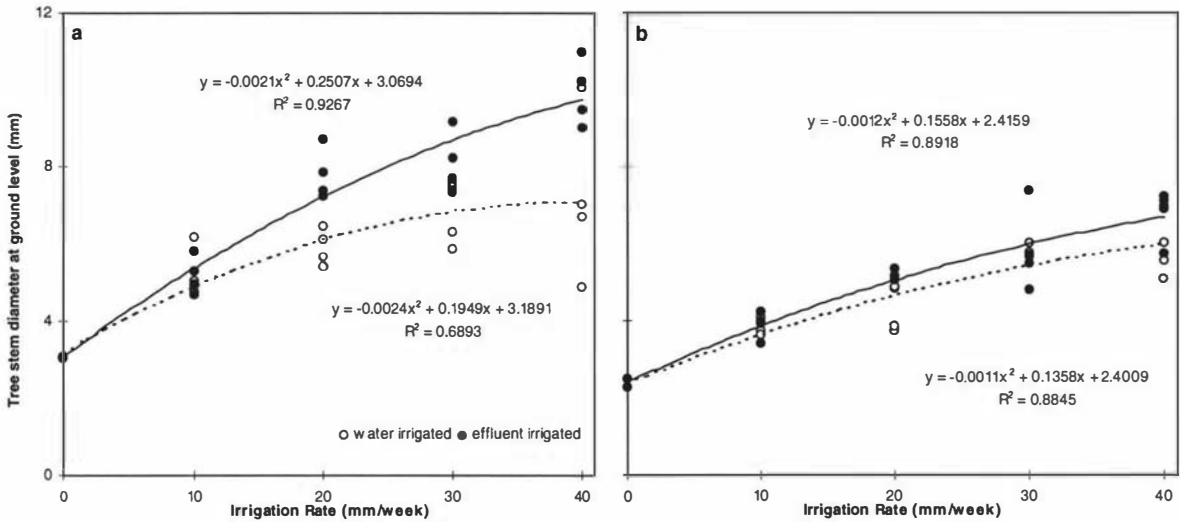 12
8
4
0
Tree stem diameter at ground level (mm)
a
y = -0.0021x² + 0.2507x + 3.0694
R² = 0.9267
y = -0.0024x² + 0.1949x + 3.1891
R² = 0.6893
water irrigated effluent irrigated
0 10 20 30 40
Irrigation Rate (mm/week)
b
y = -0.0012x² + 0.1558x + 2.4159
R² = 0.8918
y = -0.0011x² + 0.1358x + 2.4009
R² = 0.8845
0 10 20 30 40
Irrigation Rate (mm/week)